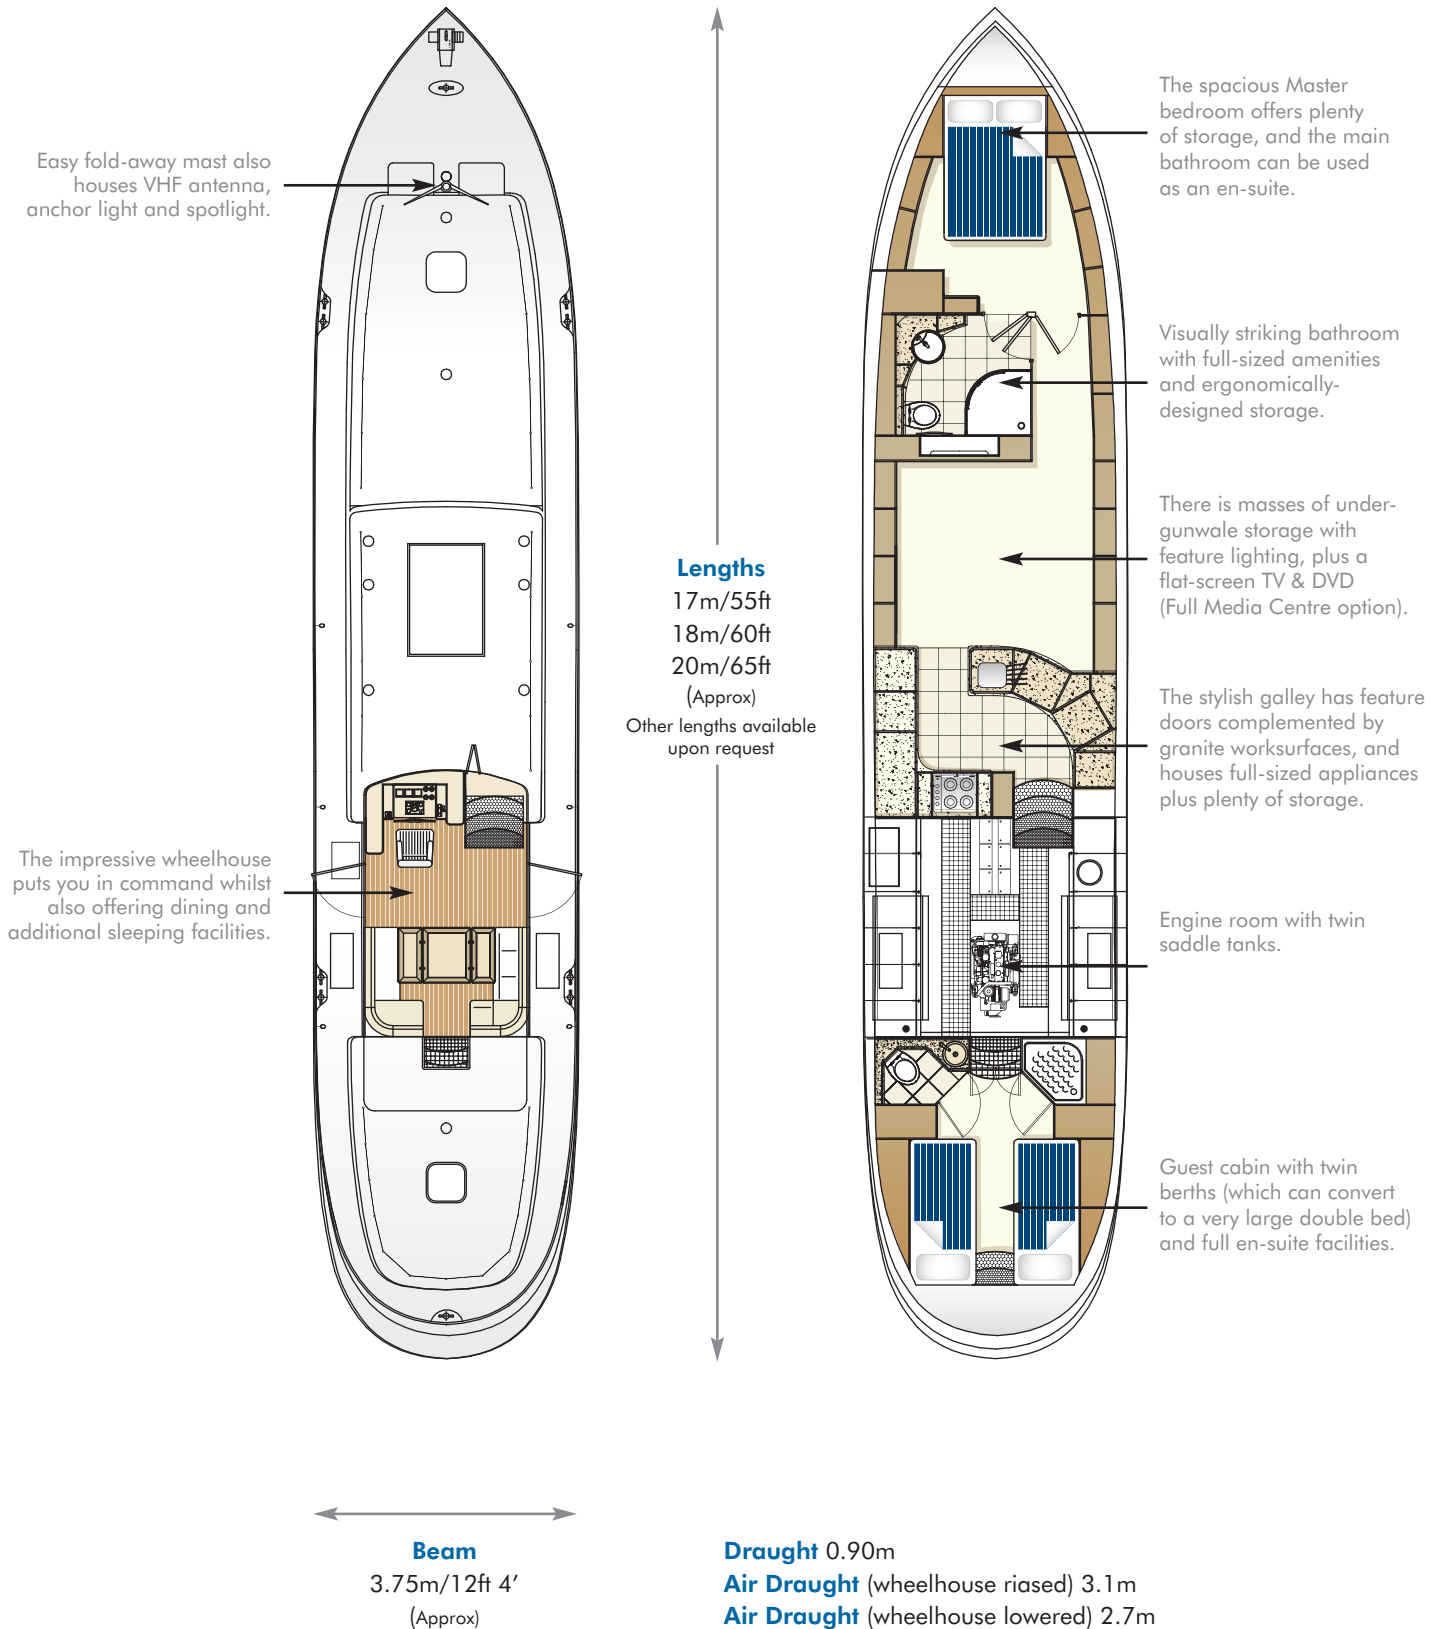 Easy fold-away mast also
houses VHF antenna,
anchor light and spotlight.
The impressive wheelhouse
puts you in command whilst
also offering dining and
additional sleeping facilities.
Lengths
17m/55ft
18m/60ft
20m/65ft
(Approx)
Other lengths available
upon request
The spacious Master
bedroom offers plenty
of storage, and the main
bathroom can be used
as an en-suite.
Visually striking bathroom
with full-sized amenities
and ergonomically-
designed storage.
There is masses of under-
gunwale storage with
feature lighting, plus a
flat-screen TV & DVD
(Full Media Centre option).
The stylish galley has feature
doors complemented by
granite worksurfaces, and
houses full-sized appliances
plus plenty of storage.
Engine room with twin
saddle tanks.
Guest cabin with twin
berths (which can convert
to a very large double bed)
and full en-suite facilities.
Beam
3.75m/12ft 4’
(Approx)
Draught 0.90m
Air Draught (wheelhouse riased) 3.1m
Air Draught (wheelhouse lowered) 2.7m